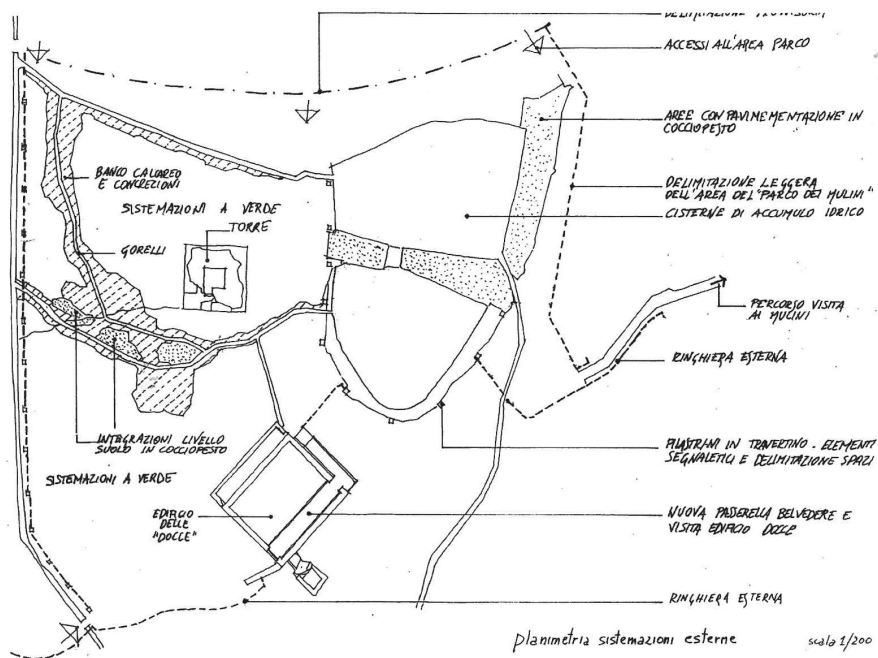 DELIMITAZIONE
ACCESSI ALL'AREA PARCO
AREE CON PAVIMEMENTAZIONE IN
COCCIOPESTO
BANCO CALCAREO
E CONCREZIONI
DELIMITAZIONE LEGGERA
DELL'AREA DEL "PARCO DEI MULINI"
SISTEMAZIONI A VERDE
CISTERNE DI ACCUMULO IDRICO
TORRE
GORELLI
PERCORSO VISITA
AI MULINI
RINGHIERA ESTERNA
INTEGRAZIONI LIVELLO
SUOLO IN COCCIOPESTO
PILASTRINI IN TRAVERTINO - ELEMENTI
SEGNALETICI E DELIMITAZIONE SPAZI
SISTEMAZIONI A VERDE
EDIFICIO
DELLE
"DOCCE"
NUOVA PASSERELLA BELVEDERE E
VISITA EDIFICIO DOCCE
RINGHIERA ESTERNA
planimetria sistemazioni esterne
scala 1/200